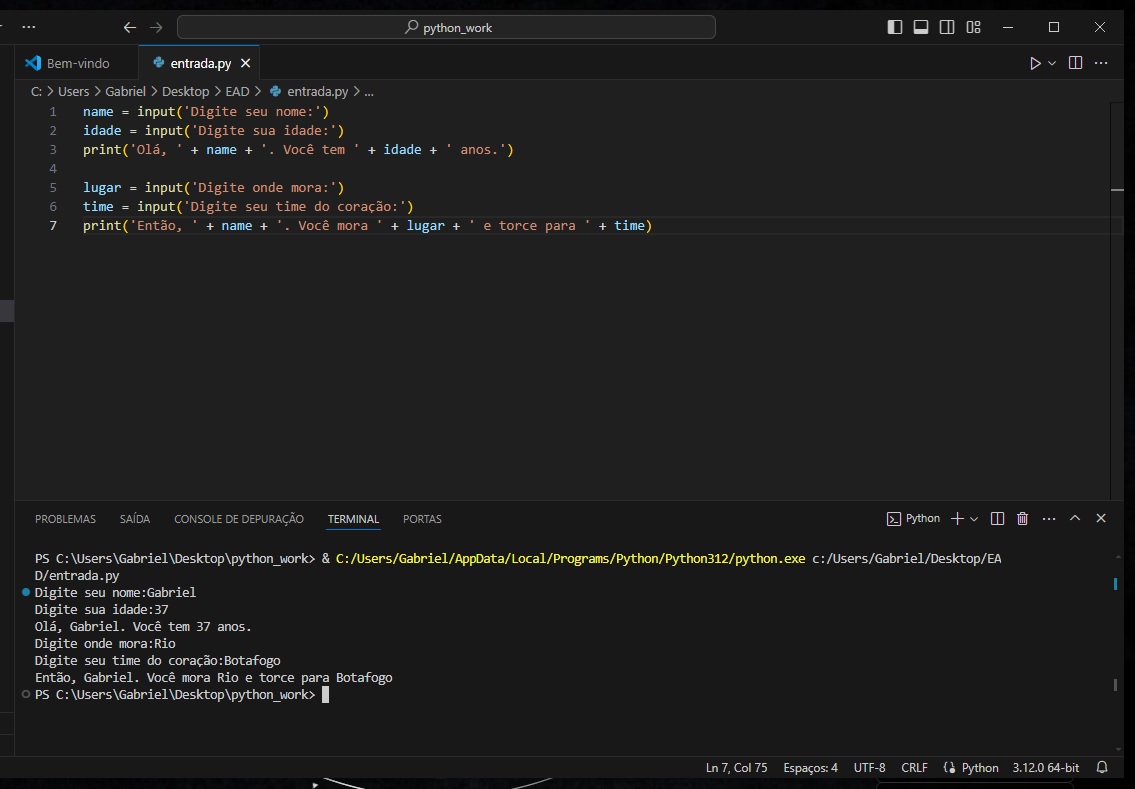 python_work
Bem-vindo
entrada.py
C: > Users > Gabriel > Desktop > EAD > entrada.py > ...
1 name = input('Digite seu nome:')
2 idade = input('Digite sua idade:')
3 print('Olá, ' + name + '. Você tem ' + idade + ' anos.')
4
5 lugar = input('Digite onde mora:')
6 time = input('Digite seu time do coração:')
7 print('Então, ' + name + '. Você mora ' + lugar + ' e torce para ' + time)
PROBLEMAS SAÍDA CONSOLE DE DEPURAÇÃO TERMINAL PORTAS
Python
PS C:\Users\Gabriel\Desktop\python_work> & C:/Users/Gabriel/AppData/Local/Programs/Python/Python312/python.exe c:/Users/Gabriel/Desktop/EA
D/entrada.py
Digite seu nome:Gabriel
Digite sua idade:37
Olá, Gabriel. Você tem 37 anos.
Digite onde mora:Rio
Digite seu time do coração:Botafogo
Então, Gabriel. Você mora Rio e torce para Botafogo
PS C:\Users\Gabriel\Desktop\python_work>
Ln 7, Col 75 Espaços: 4 UTF-8 CRLF Python 3.12.0 64-bit